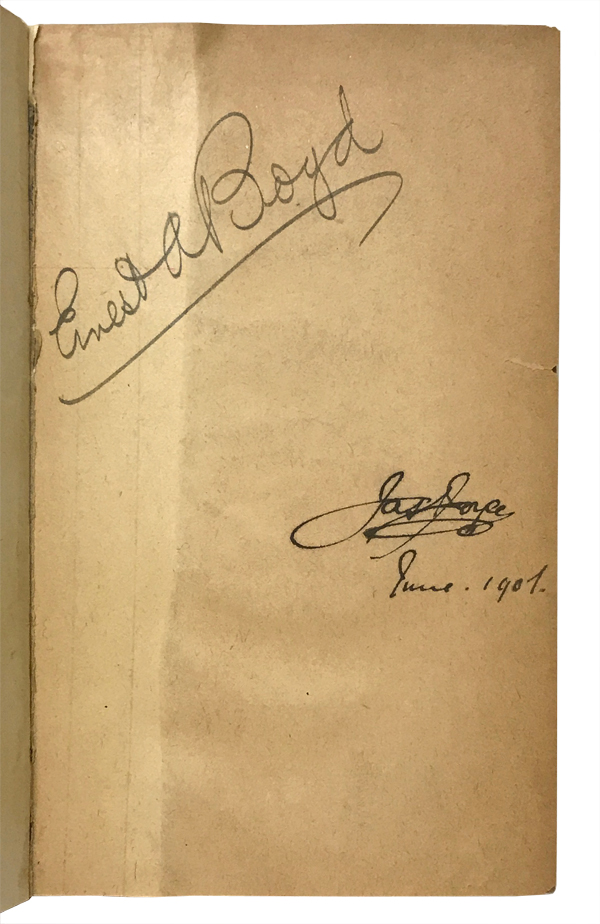 Ernest A Boyd
Jas Joyce
June. 1901.